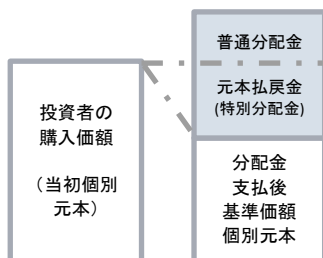 普通分配金
元本払戻金
(特別分配金)
投資者の
購入価額
(当初個別
元本)
分配金
支払後
基準価額
個別元本